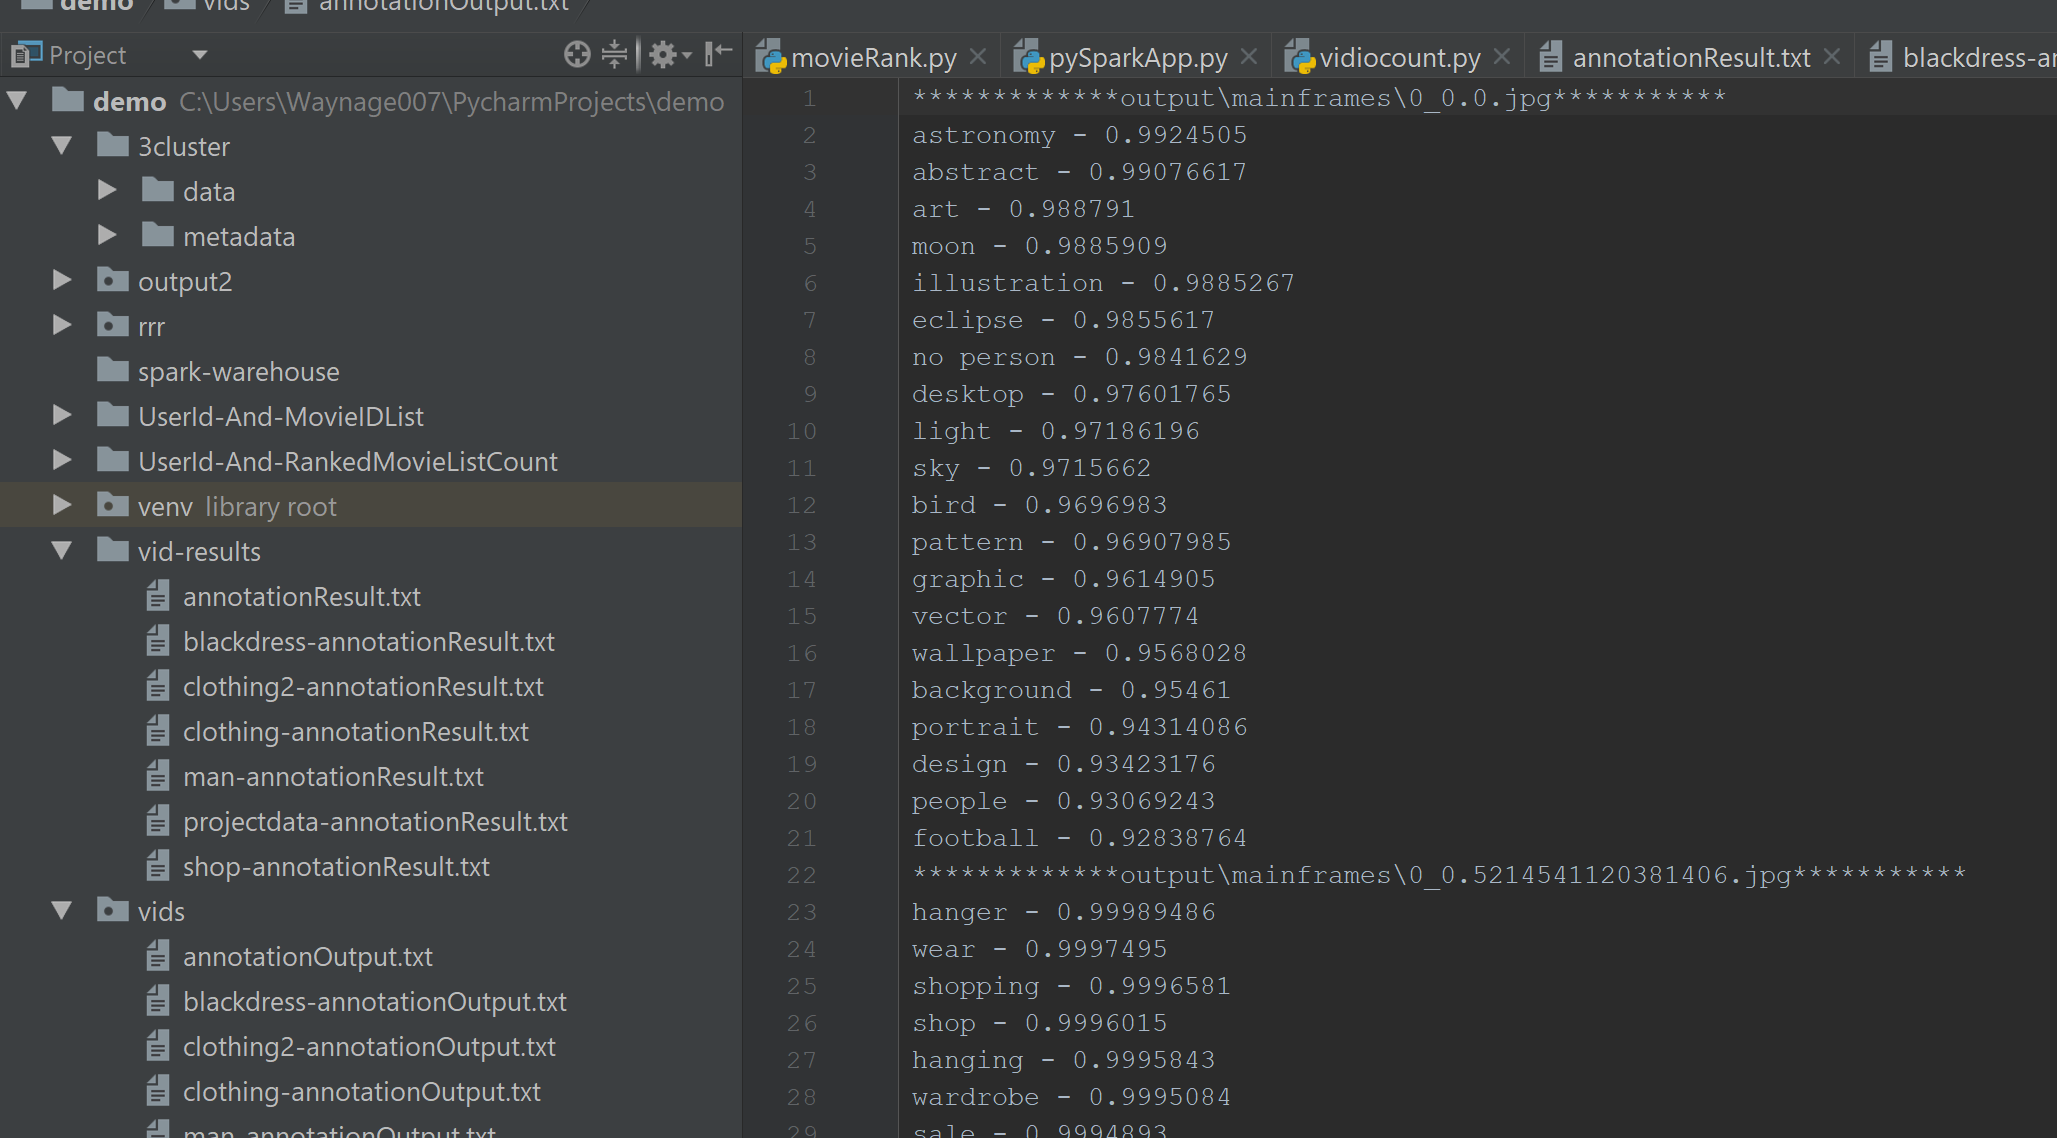 demo vids annotationOutput.txt
Project
movieRank.py
pySparkApp.py
vidiocount.py
annotationResult.txt
blackdress-ar
demo C:\Users\Waynage007\PycharmProjects\demo
3cluster
data
metadata
output2
rrr
spark-warehouse
UserId-And-MovieIDList
UserId-And-RankedMovieListCount
venv library root
vid-results
annotationResult.txt
blackdress-annotationResult.txt
clothing2-annotationResult.txt
clothing-annotationResult.txt
man-annotationResult.txt
projectdata-annotationResult.txt
shop-annotationResult.txt
vids
annotationOutput.txt
blackdress-annotationOutput.txt
clothing2-annotationOutput.txt
clothing-annotationOutput.txt
man-annotationOutput.txt
1 *************output\mainframes\0_0.0.jpg***********
2 astronomy - 0.9924505
3 abstract - 0.99076617
4 art - 0.988791
5 moon - 0.9885909
6 illustration - 0.9885267
7 eclipse - 0.9855617
8 no person - 0.9841629
9 desktop - 0.97601765
10 light - 0.97186196
11 sky - 0.9715662
12 bird - 0.9696983
13 pattern - 0.96907985
14 graphic - 0.9614905
15 vector - 0.9607774
16 wallpaper - 0.9568028
17 background - 0.95461
18 portrait - 0.94314086
19 design - 0.93423176
20 people - 0.93069243
21 football - 0.92838764
22 *************output\mainframes\0_0.5214541120381406.jpg***********
23 hanger - 0.99989486
24 wear - 0.9997495
25 shopping - 0.9996581
26 shop - 0.9996015
27 hanging - 0.9995843
28 wardrobe - 0.9995084
29 sale - 0.9994893